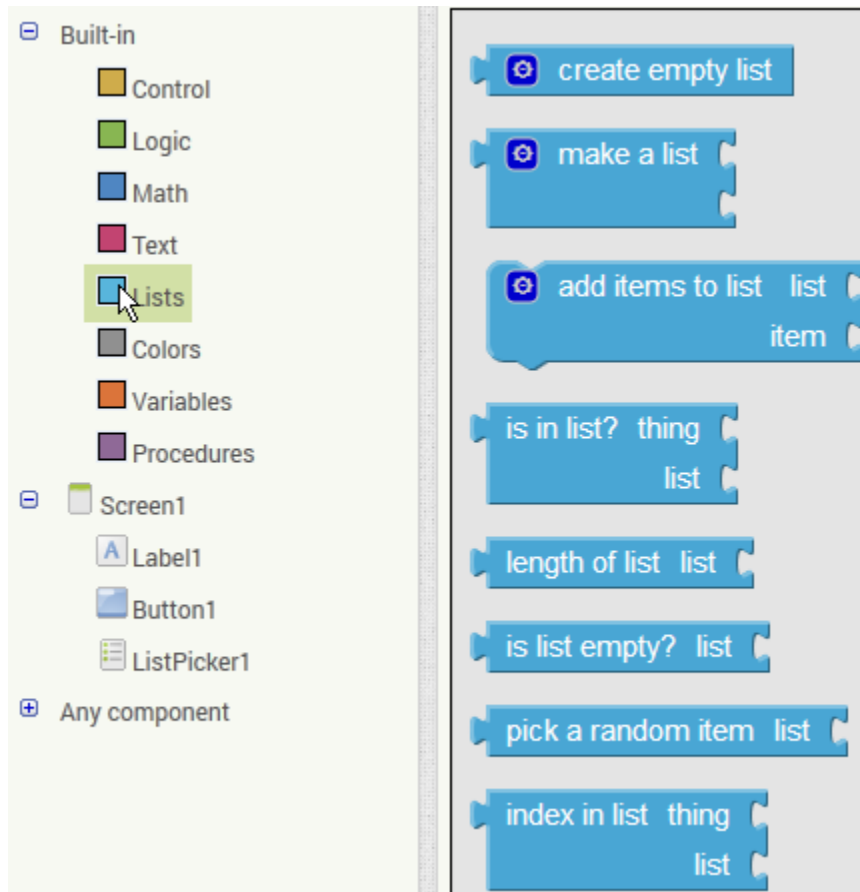 Built-in
Control
Logic
Math
Text
Lists
Colors
Variables
Procedures
Screen1
A Label1
Button1
ListPicker1
Any component
create empty list
make a list
add items to list list
item
is in list? thing
list
length of list list
is list empty? list
pick a random item list
index in list thing
list